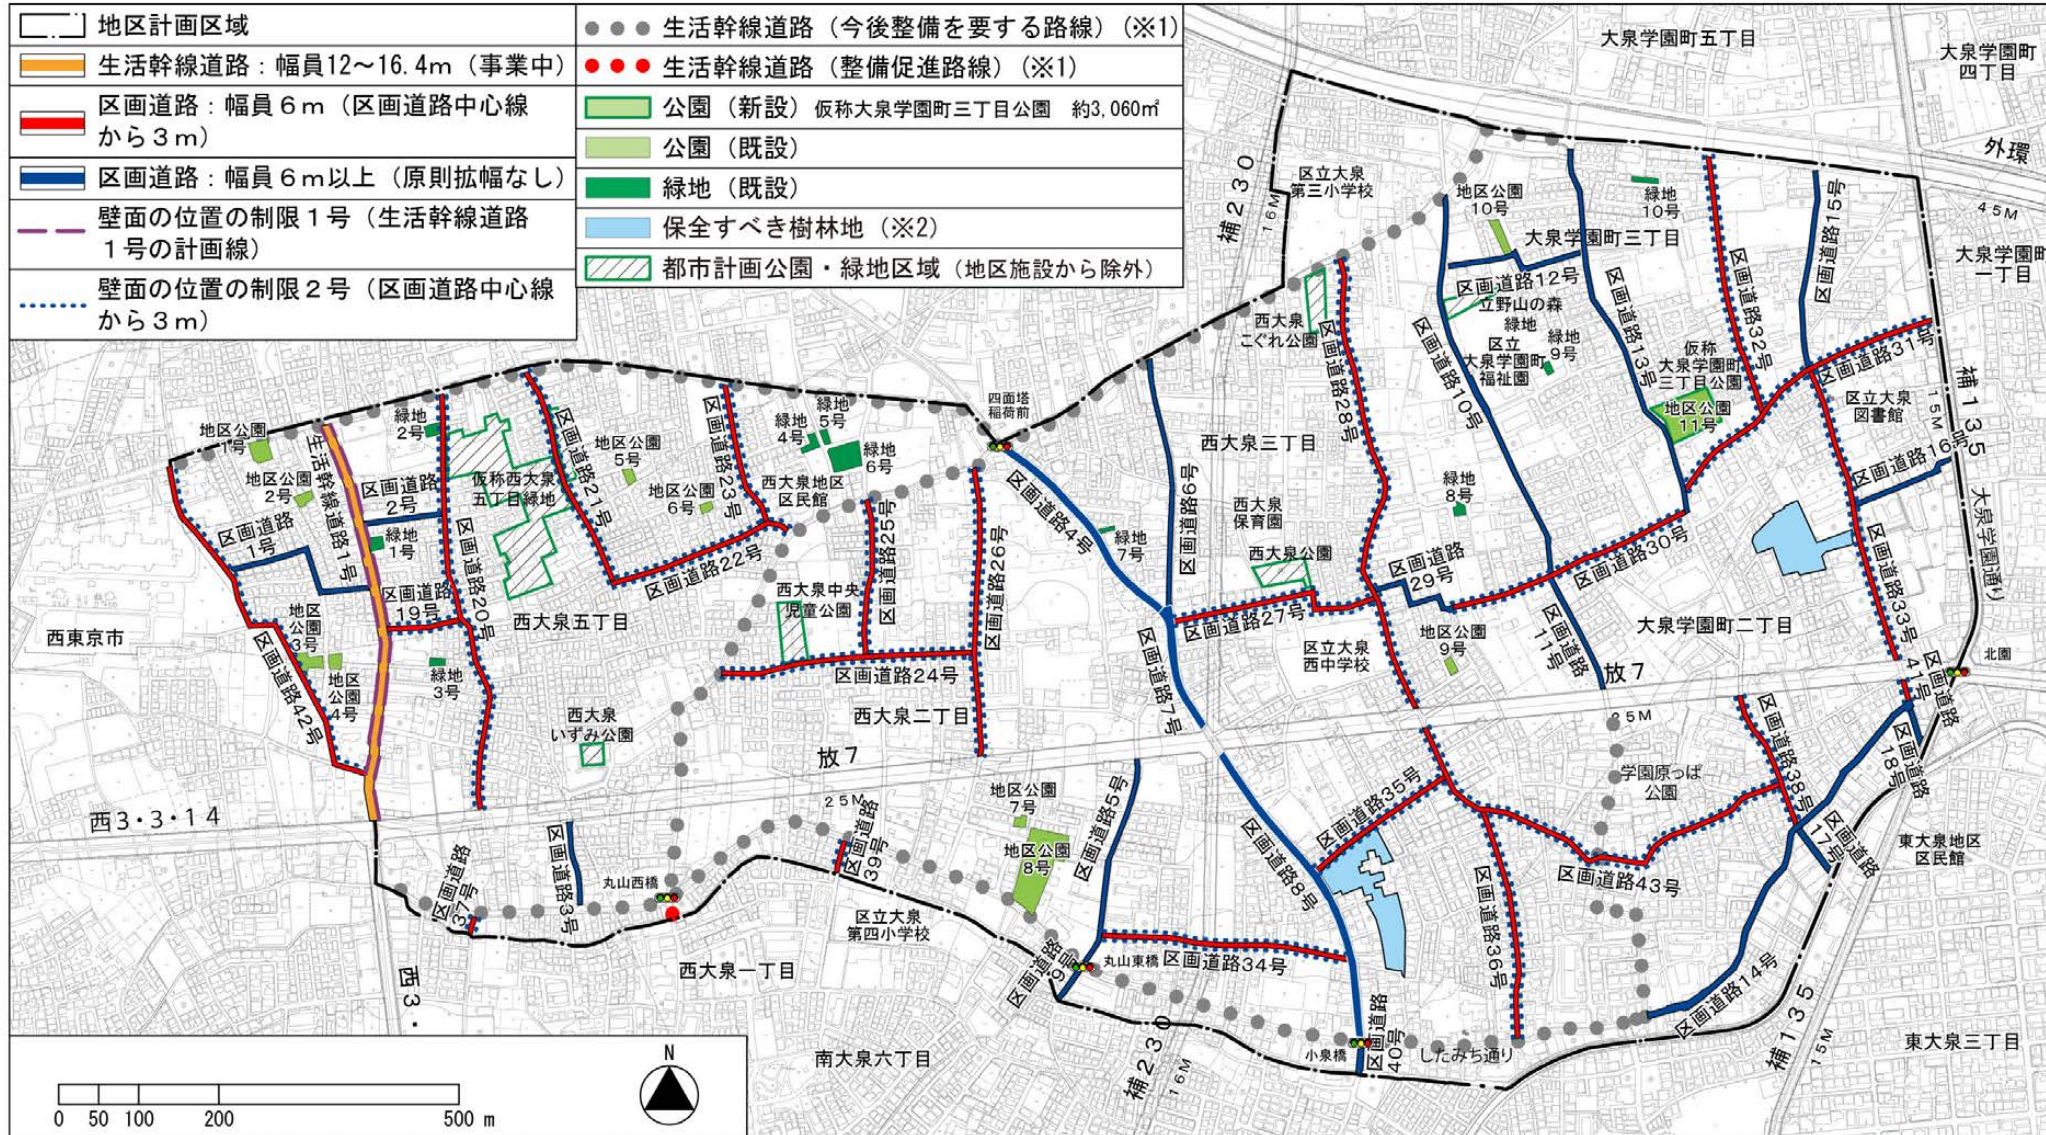 地区計画区域
生活幹線道路：幅員12～16.4m（事業中）
区画道路：幅員６ｍ（区画道路中心線
から３ｍ）
区画道路：幅員６ｍ以上（原則拡幅なし）
壁面の位置の制限１号（生活幹線道路
１号の計画線）
壁面の位置の制限２号（区画道路中心線
から３ｍ）
生活幹線道路（今後整備を要する路線）（※1）
生活幹線道路（整備促進路線）（※1）
公園（新設）仮称大泉学園町三丁目公園　約3,060㎡
公園（既設）
緑地（既設）
保全すべき樹林地（※2）
都市計画公園・緑地区域（地区施設から除外）
大泉学園町五丁目
大泉学園町
四丁目
外環
45M
大泉学園町
一丁目
補230
16M
区立大泉
第三小学校
地区公園
10号
緑地
10号
大泉学園町三丁目
区画道路15号
区画道路12号
立野山の森
緑地
区画道路13号
区画道路32号
区画道路31号
西大泉
こぐれ公園
区画道路28号
区画道路10号
区立
大泉学園町
福祉園
緑地
9号
仮称
大泉学園町
三丁目公園
地区公園
11号
区立大泉
図書館
補135
15M
区画道路16号
大泉学園通り
四面塔
稲荷前
西大泉三丁目
地区公園
1号
生活幹線道路1号
緑地
2号
地区公園
2号
区画道路
2号
仮称西大泉
五丁目緑地
区画道路21号
地区公園
5号
区画道路23号
地区公園
6号
緑地
4号
緑地
5号
緑地
6号
西大泉地区
区民館
区画道路4号
緑地
7号
区画道路6号
西大泉
保育園
西大泉公園
緑地
8号
区画道路
29号
区画道路30号
区画道路33号
区画道路
1号
緑地
1号
区画道路
19号
区画道路20号
区画道路22号
区画道路25号
区画道路26号
西大泉中央
児童公園
区画道路27号
区立大泉
西中学校
地区公園
9号
区画道路
11号
大泉学園町二丁目
西東京市
地区
公園
3号
地区
公園
4号
区画道路42号
緑地
3号
西大泉五丁目
西大泉
いずみ公園
区画道路24号
西大泉二丁目
区画道路7号
放7
25M
区画道路
41号
北園
区画道路
18号
西3・3・14
放7
25M
区画道路
39号
地区公園
7号
地区公園
8号
区画道路5号
区画道路8号
区画道路35号
学園原っぱ
公園
区画道路38号
区画道路
17号
東大泉地区
区民館
区画道路43号
区画道路
37号
区画道路3号
丸山西橋
区立大泉
第四小学校
西大泉一丁目
区画道路
9号
丸山東橋
区画道路34号
区画道路36号
区画道路14号
西3・
南大泉六丁目
補230
16M
小泉橋
区画道路
40号
したみち通り
補135
15M
東大泉三丁目
N
0 50 100 200 500 m